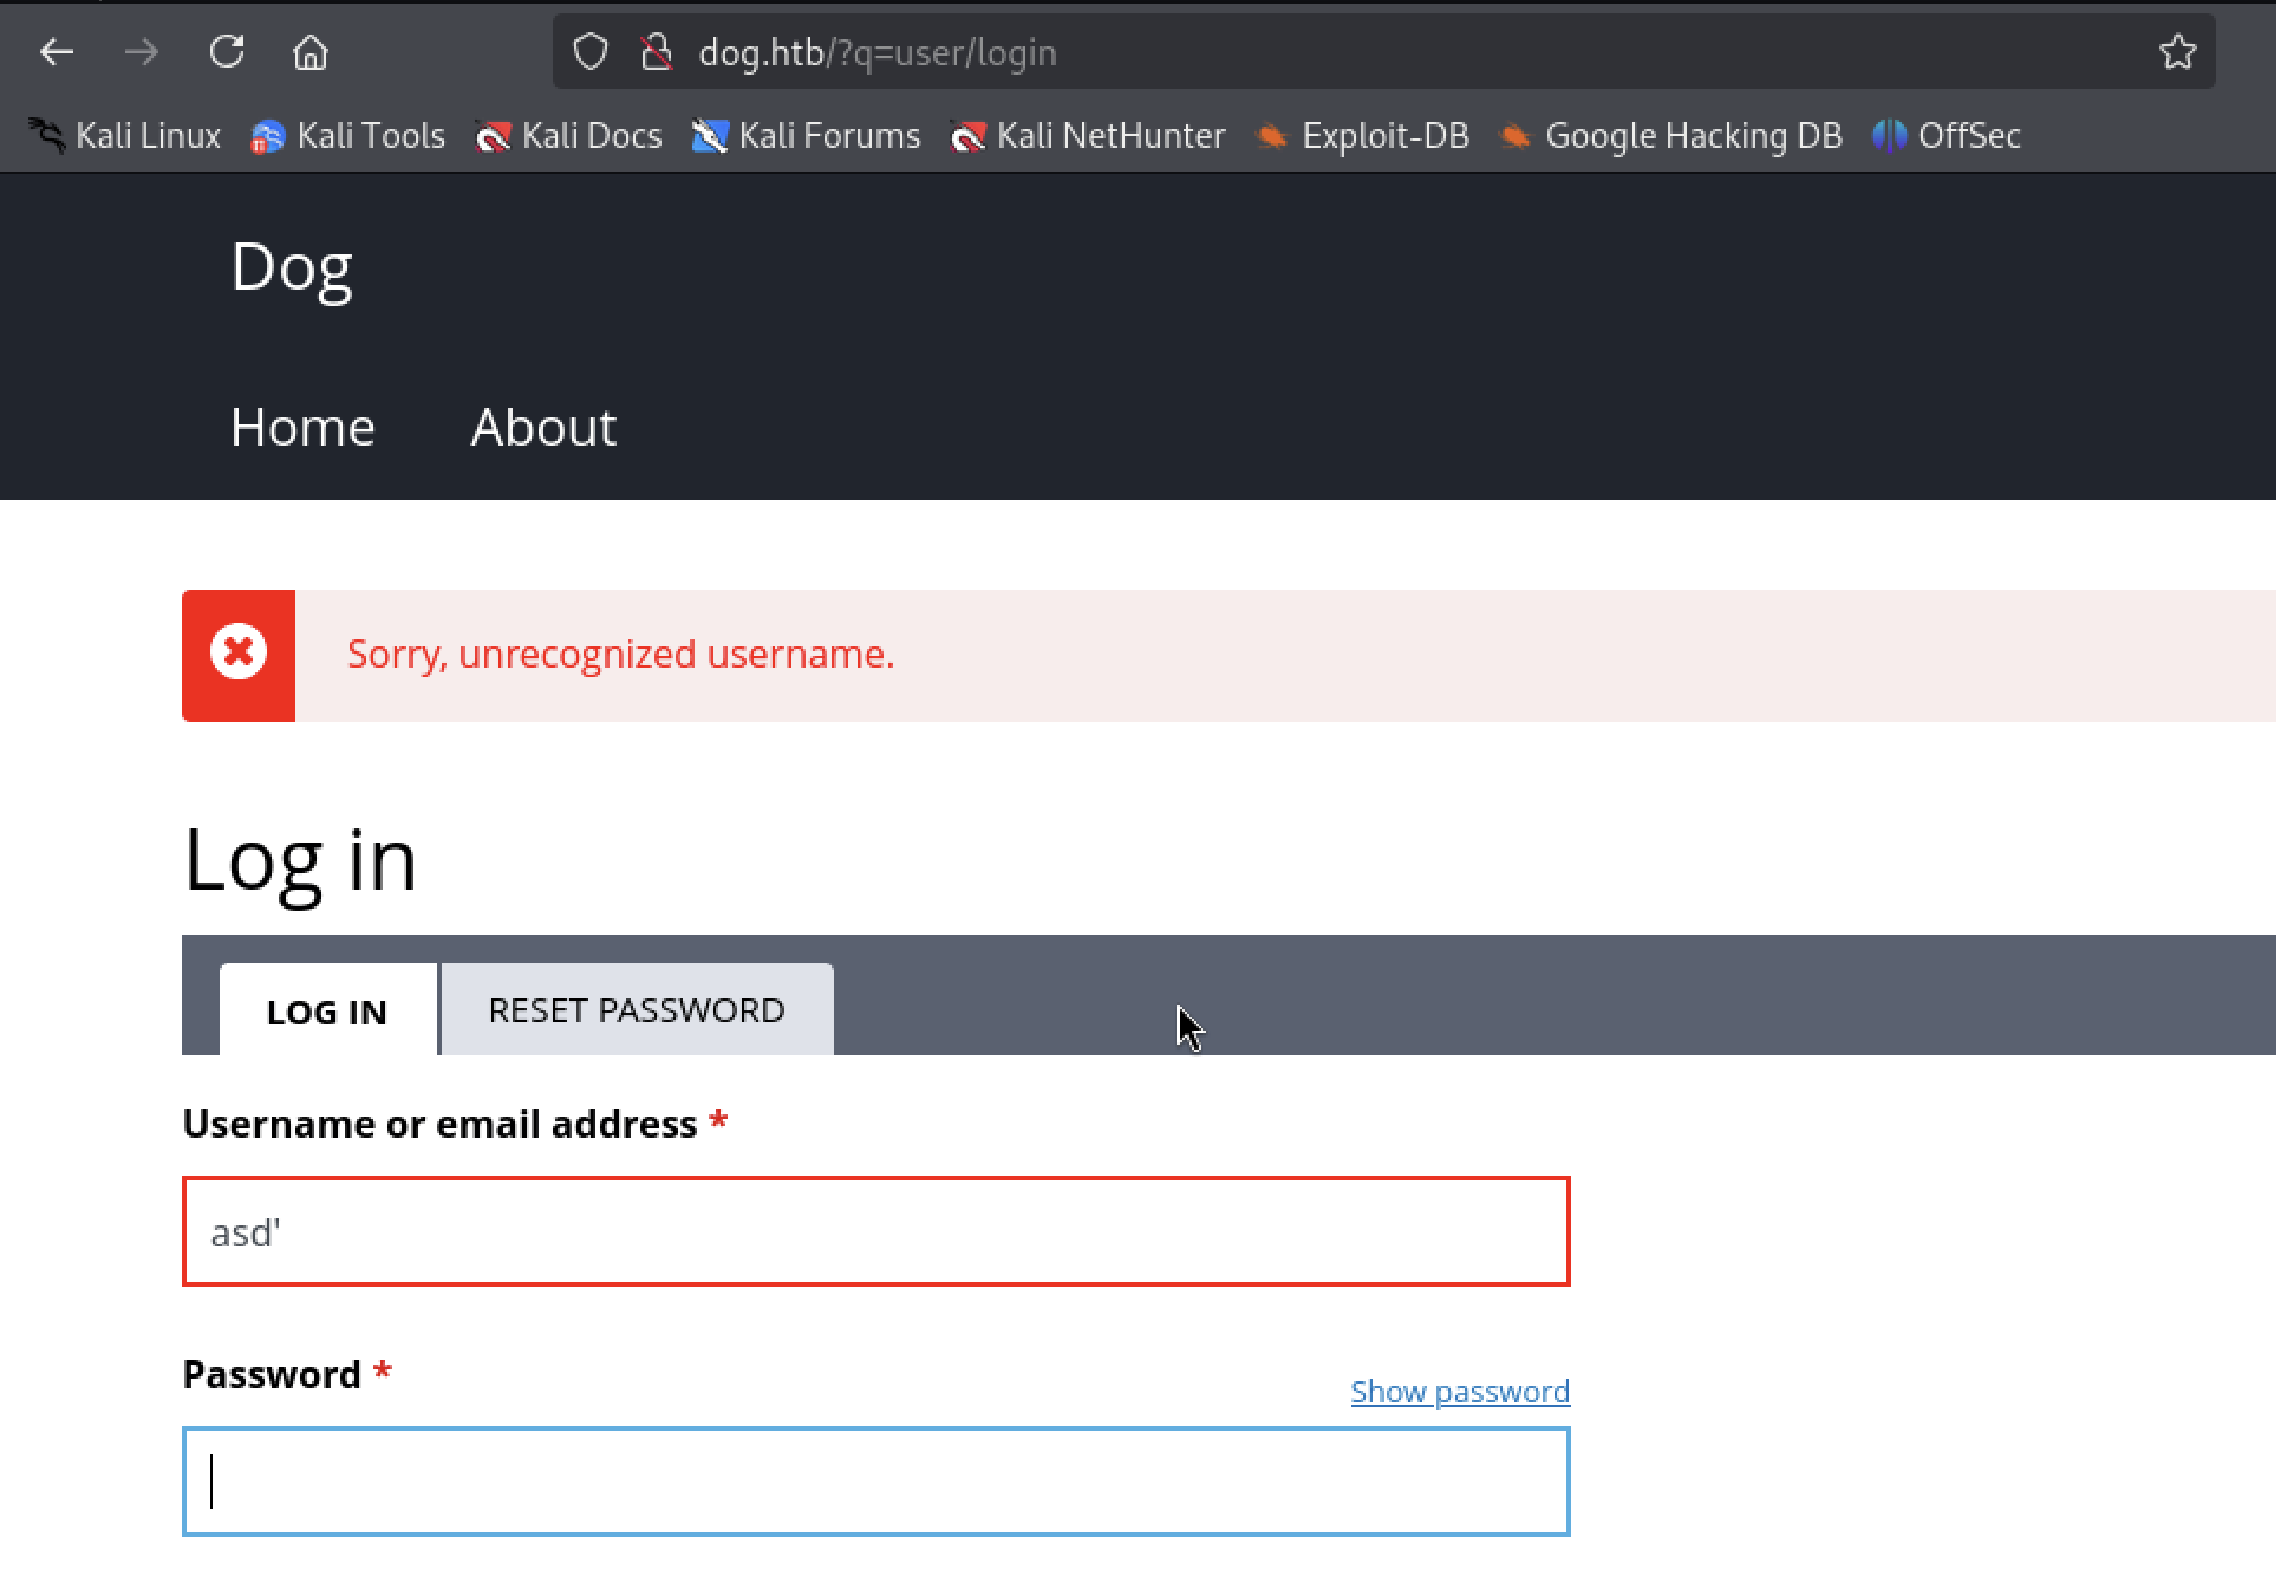 dog.htb/?q=user/login
Kali Linux Kali Tools Kali Docs Kali Forums Kali NetHunter Exploit-DB Google Hacking DB OffSec
Dog
Home About
Sorry, unrecognized username.
Log in
LOG IN RESET PASSWORD
Username or email address *
asd'
Password * Show password